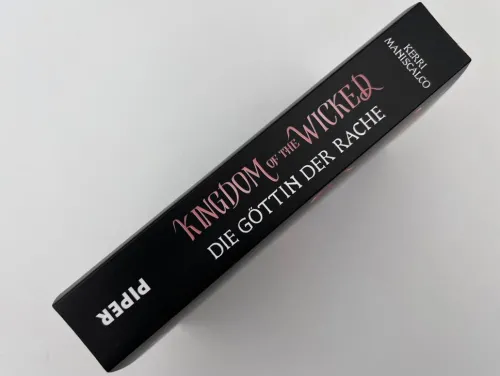 KERRI
MANISCALCO
KINGDOM OF THE WICKED
DIE GÖTTIN DER RACHE
PIPER